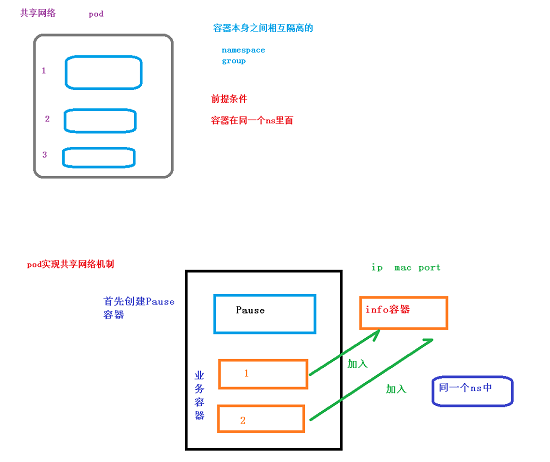 共享网络 pod
容器本身之间相互隔离的
namespace
group
1
2
3
前提条件
容器在同一个ns里面
pod实现共享网络机制
ip mac port
首先创建Pause
容器
Pause
info容器
业务容器
1
2
加入
加入
同一个ns中